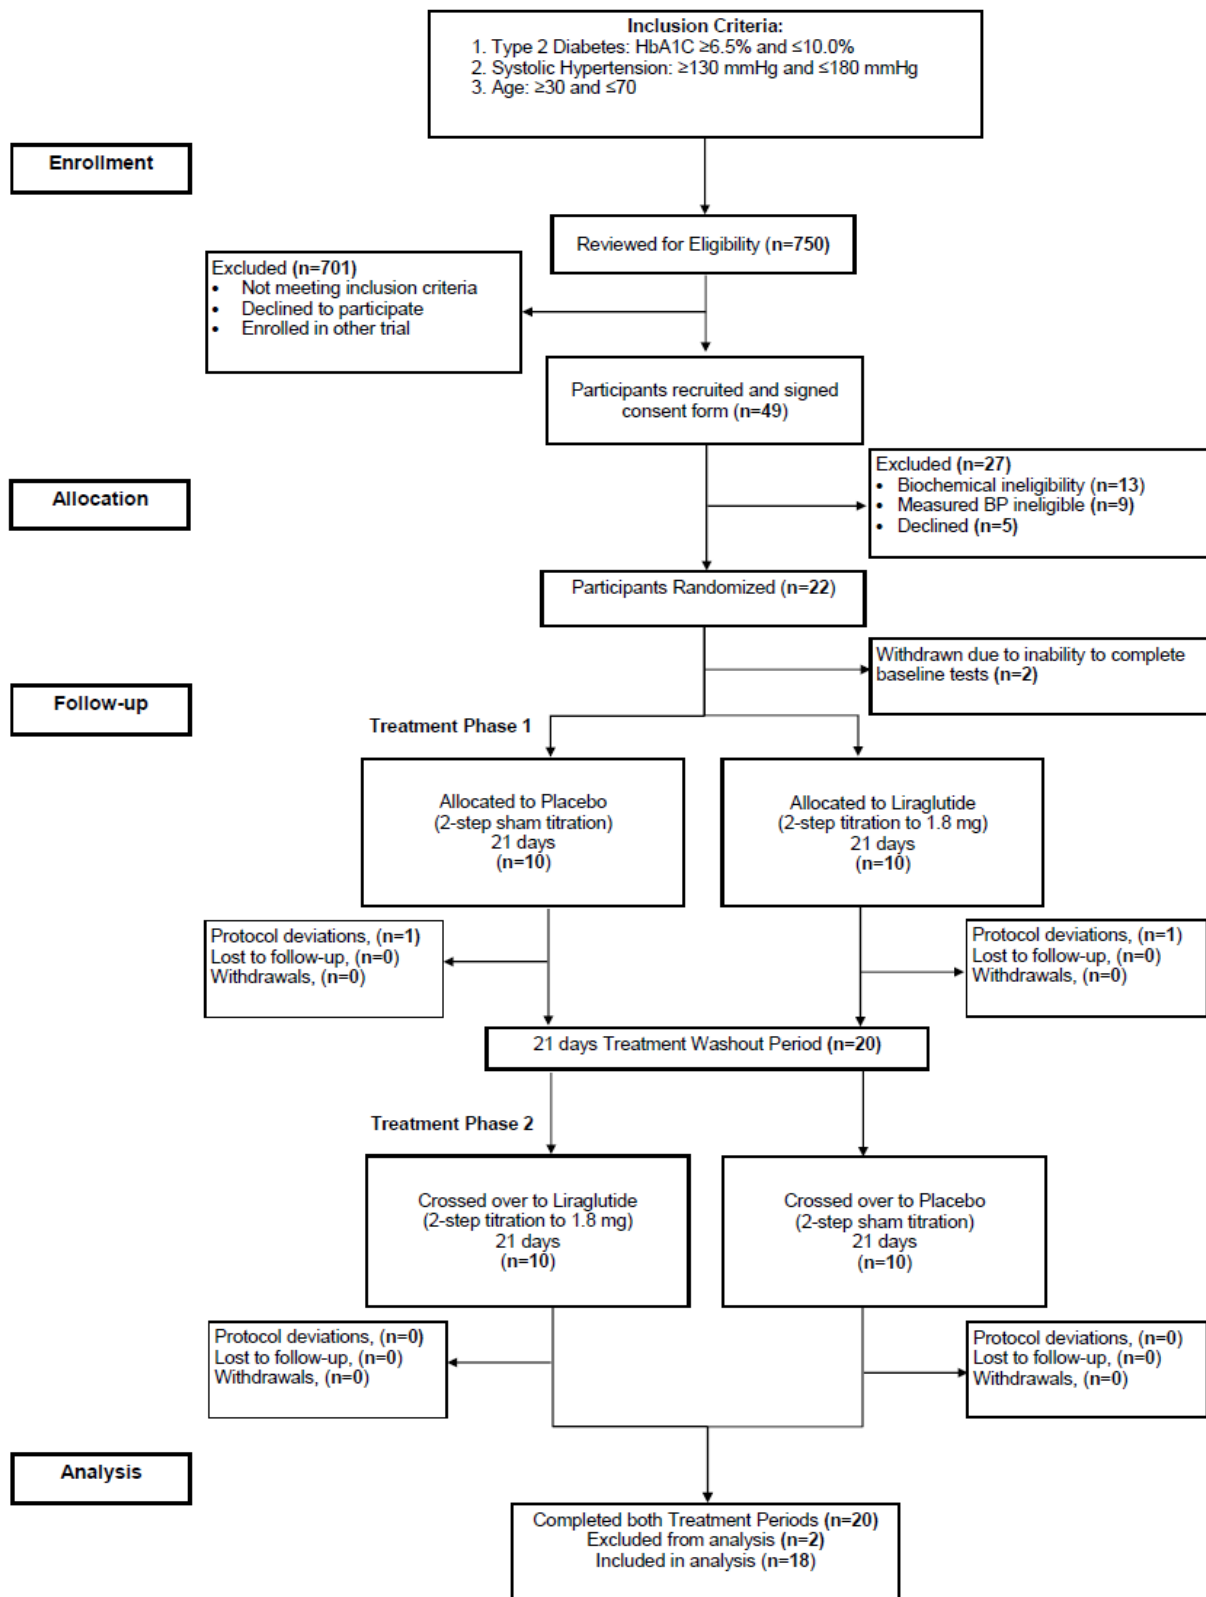 Inclusion Criteria:
1. Type 2 Diabetes: HbA1C ≥6.5% and ≤10.0%
2. Systolic Hypertension: ≥130 mmHg and ≤180 mmHg
3. Age: ≥30 and ≤70
Enrollment
Reviewed for Eligibility (n=750)
Excluded (n=701)
• Not meeting inclusion criteria
• Declined to participate
• Enrolled in other trial
Participants recruited and signed
consent form (n=49)
Allocation
Excluded (n=27)
• Biochemical ineligibility (n=13)
• Measured BP ineligible (n=9)
• Declined (n=5)
Participants Randomized (n=22)
Withdrawn due to inability to complete
baseline tests (n=2)
Follow-up
Treatment Phase 1
Allocated to Placebo
(2-step sham titration)
21 days
(n=10)
Allocated to Liraglutide
(2-step titration to 1.8 mg)
21 days
(n=10)
Protocol deviations, (n=1)
Lost to follow-up, (n=0)
Withdrawals, (n=0)
Protocol deviations, (n=1)
Lost to follow-up, (n=0)
Withdrawals, (n=0)
21 days Treatment Washout Period (n=20)
Treatment Phase 2
Crossed over to Liraglutide
(2-step titration to 1.8 mg)
21 days
(n=10)
Crossed over to Placebo
(2-step sham titration)
21 days
(n=10)
Protocol deviations, (n=0)
Lost to follow-up, (n=0)
Withdrawals, (n=0)
Protocol deviations, (n=0)
Lost to follow-up, (n=0)
Withdrawals, (n=0)
Analysis
Completed both Treatment Periods (n=20)
Excluded from analysis (n=2)
Included in analysis (n=18)